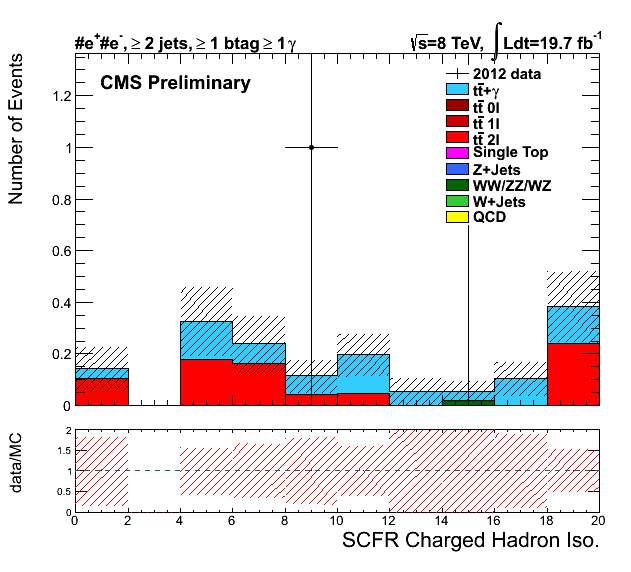 #e⁺#e⁻, ≥ 2 jets, ≥ 1 btag ≥ 1γ
√s=8 TeV, ∫Ldt=19.7 fb⁻¹
Number of Events
CMS Preliminary
2012 data
tt̄+γ
tt̄ 0l
tt̄ 1l
tt̄ 2l
Single Top
Z+Jets
WW/ZZ/WZ
W+Jets
QCD
1.2
1
0.8
0.6
0.4
0.2
0
data/MC
2
1.5
1
0.5
0
0 2 4 6 8 10 12 14 16 18 20
SCFR Charged Hadron Iso.